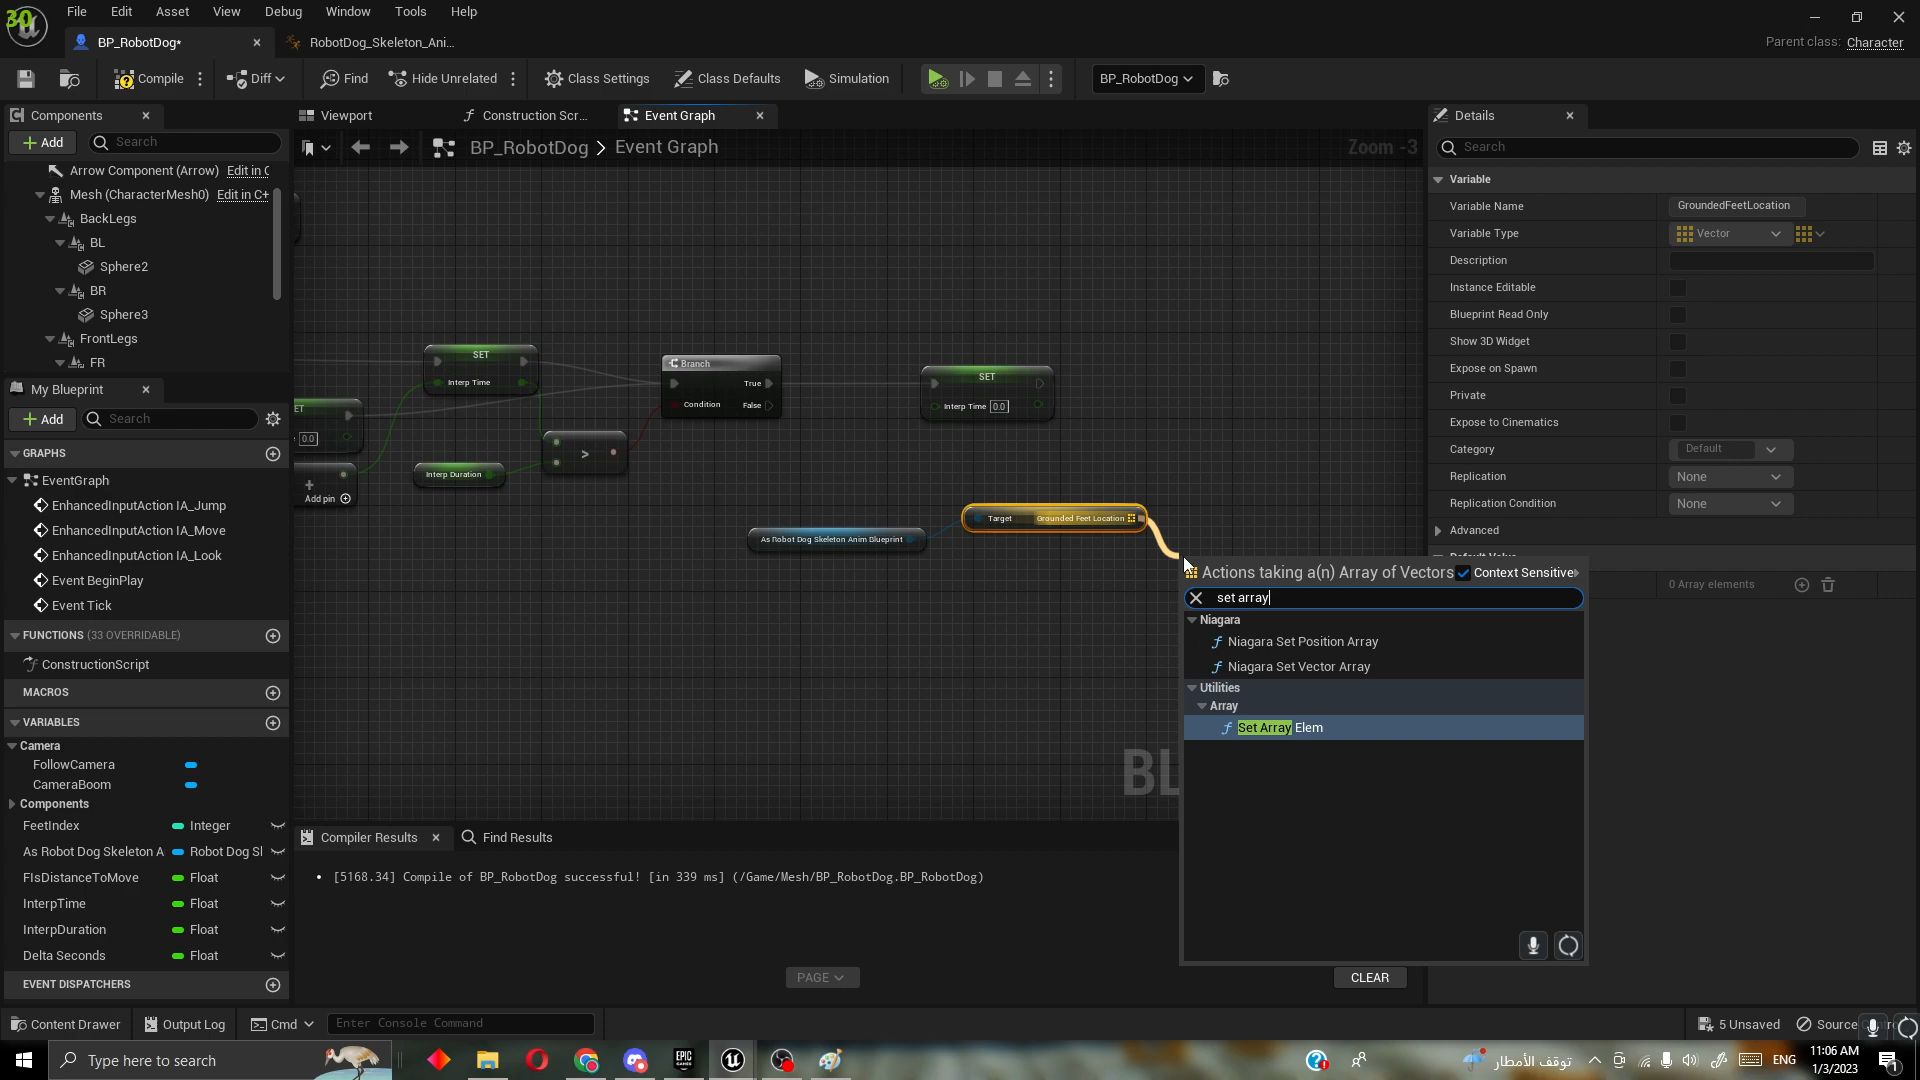 30
File Edit Asset View Debug Window Tools Help
BP_RobotDog*
RobotDog_Skeleton_Ani...
Parent class: Character
Compile
Diff
Find
Hide Unrelated
Class Settings
Class Defaults
Simulation
BP_RobotDog
Components
Add
Search
Arrow Component (Arrow) Edit in C
Mesh (CharacterMesh0) Edit in C+
BackLegs
BL
Sphere2
BR
Sphere3
FrontLegs
FR
My Blueprint
Add
Search
GRAPHS
EventGraph
EnhancedInputAction IA_Jump
EnhancedInputAction IA_Move
EnhancedInputAction IA_Look
Event BeginPlay
Event Tick
FUNCTIONS (33 OVERRIDABLE)
ConstructionScript
MACROS
VARIABLES
Camera
FollowCamera
CameraBoom
Components
FeetIndex Integer
As Robot Dog Skeleton A Robot Dog Sl
FIsDistanceToMove Float
InterpTime Float
InterpDuration Float
Delta Seconds Float
EVENT DISPATCHERS
Viewport
Construction Scr...
Event Graph
BP_RobotDog > Event Graph
Zoom -3
SET
Interp Time
ET
0.0
Add pin
Interp Duration
>
Branch
True
Condition False
SET
Interp Time 0.0
As Robot Dog Skeleton Anim Blueprint
Target Grounded Feet Location
BL
Actions taking a(n) Array of Vectors Context Sensitive
set array
Niagara
Niagara Set Position Array
Niagara Set Vector Array
Utilities
Array
Set Array Elem
Compiler Results
Find Results
[5168.34] Compile of BP_RobotDog successful! [in 339 ms] (/Game/Mesh/BP_RobotDog.BP_RobotDog)
PAGE
CLEAR
Details
Search
Variable
Variable Name GroundedFeetLocation
Variable Type Vector
Description
Instance Editable
Blueprint Read Only
Show 3D Widget
Expose on Spawn
Private
Expose to Cinematics
Category Default
Replication None
Replication Condition None
Advanced
0 Array elements
Content Drawer
Output Log
Cmd
Enter Console Command
5 Unsaved
Source
Type here to search
توقف الأمطار
ENG
11:06 AM
1/3/2023
1